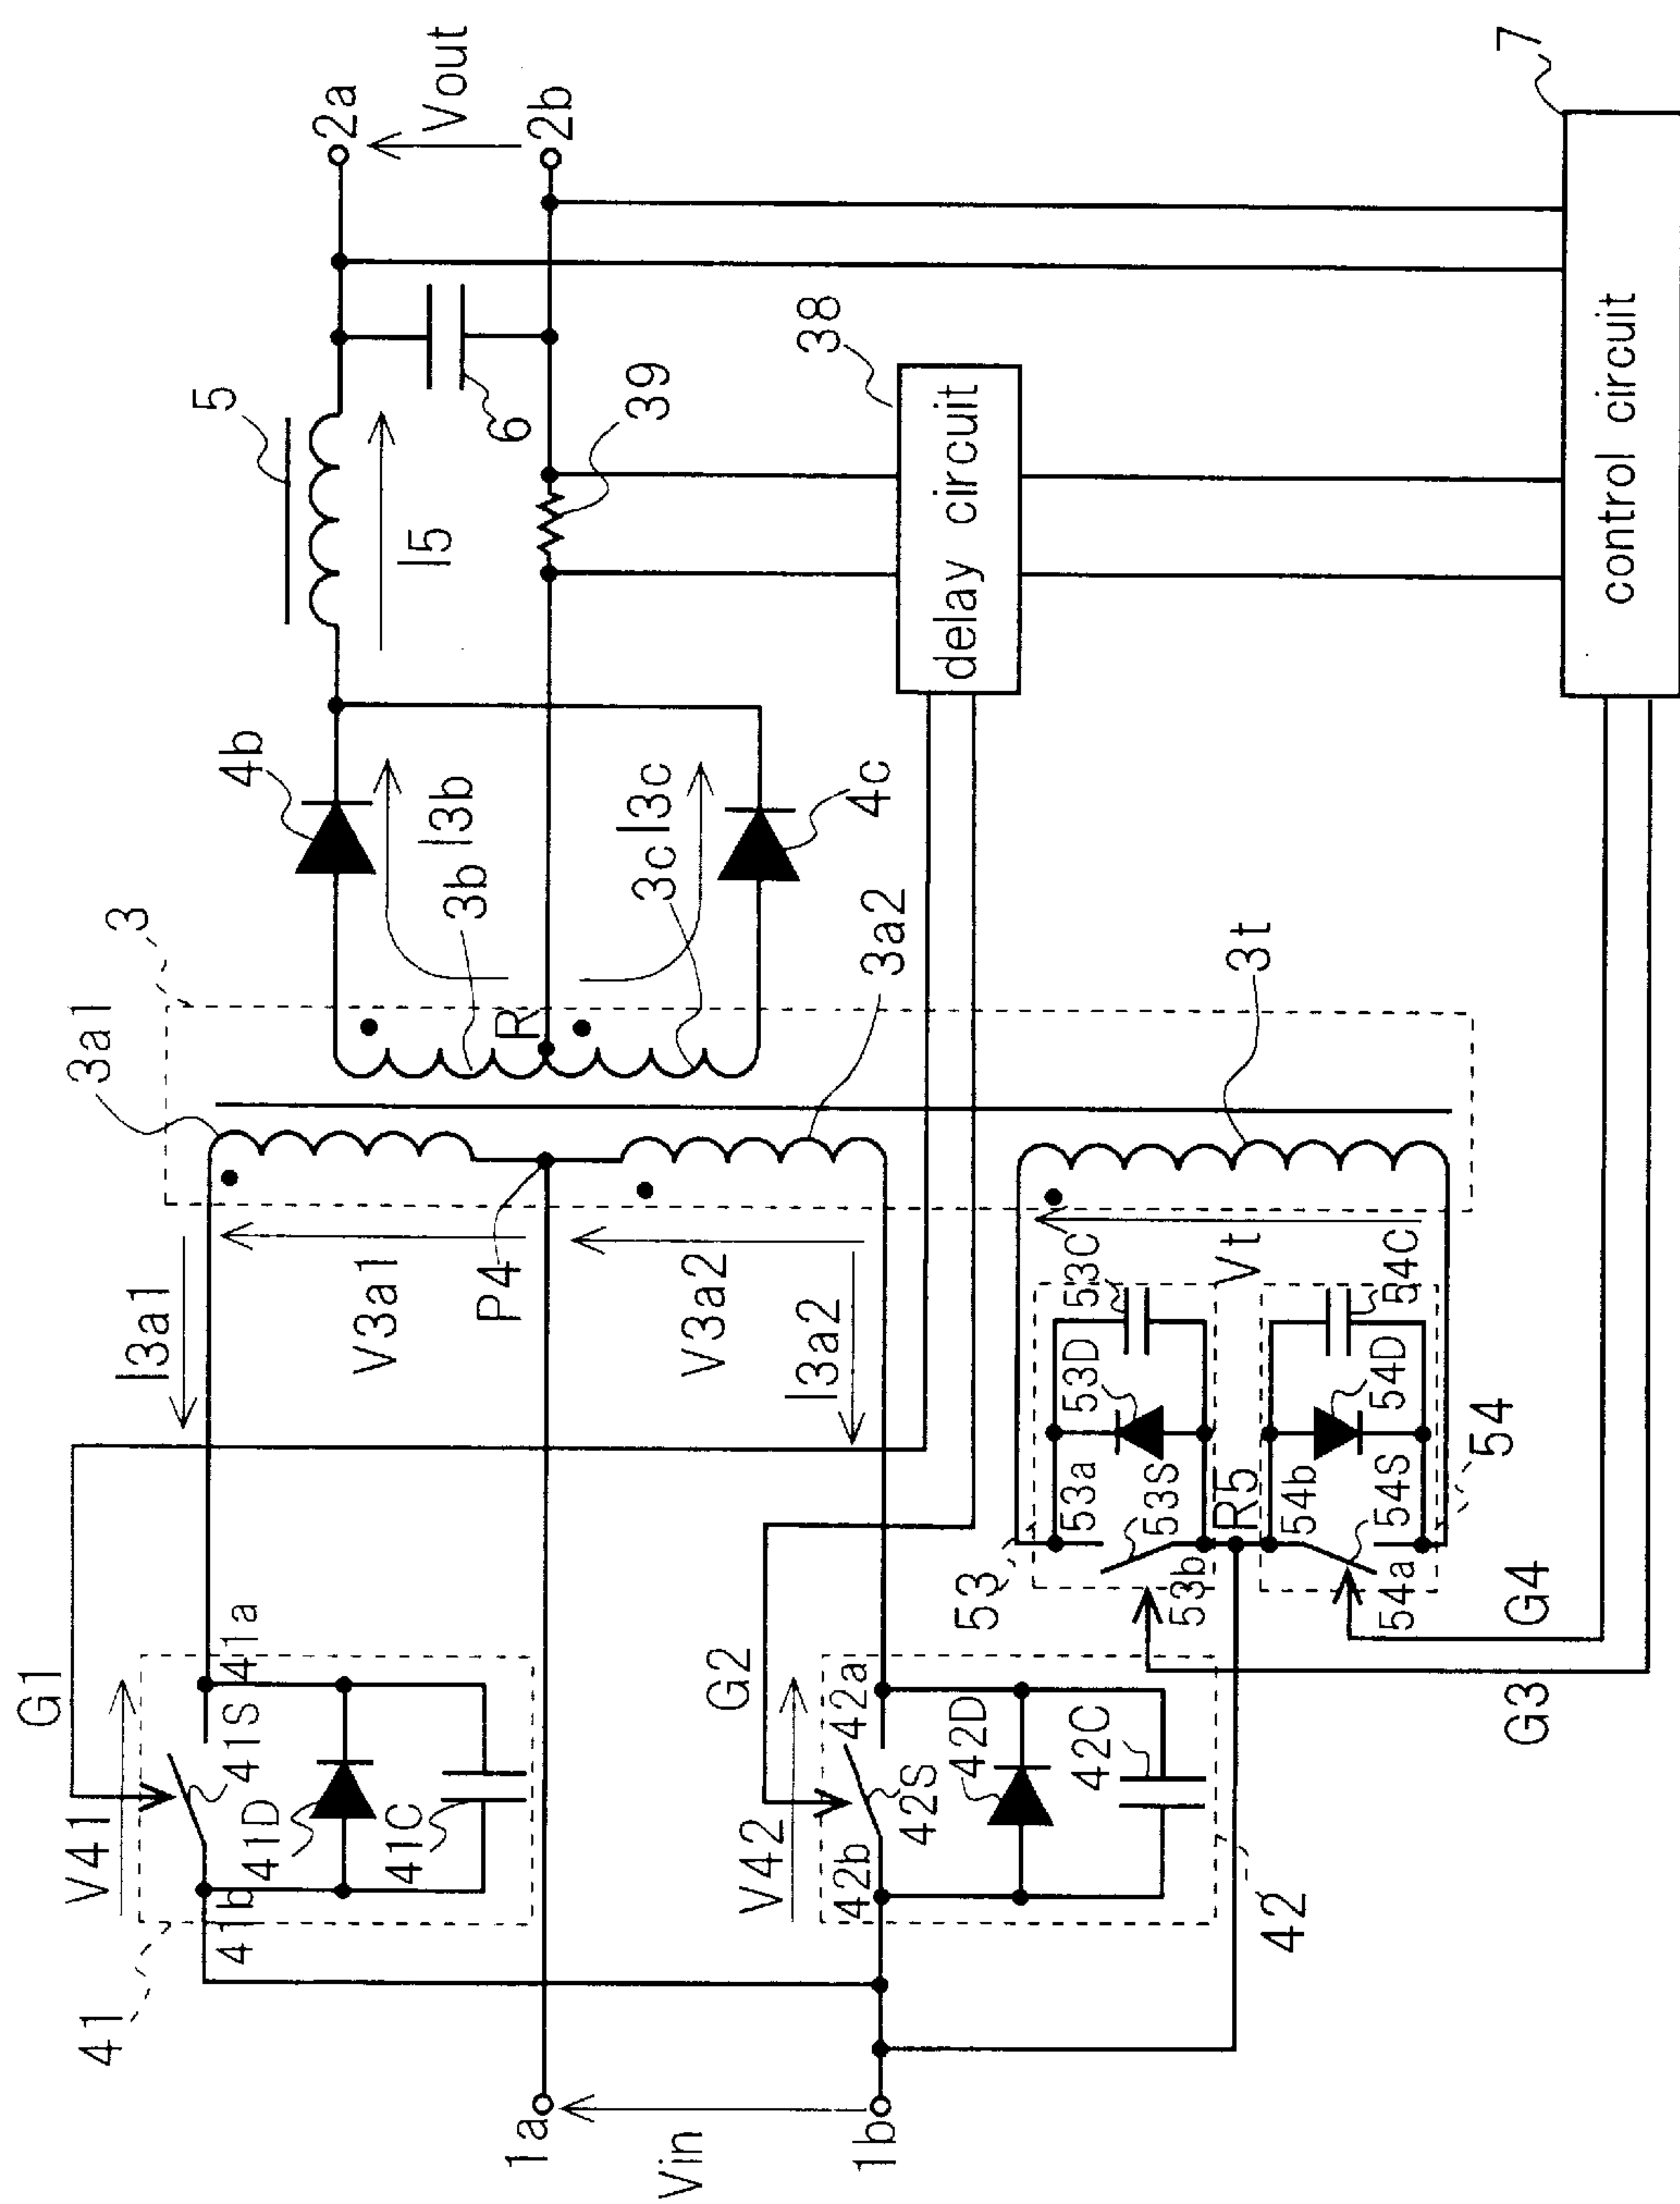 41
V41
G1
41b
41S
41a
41D
41C
I3a1
3a1
3
V3a1
P4
V3a2
I3a2
3a2
4b
I3b
3b
R
3c
I3c
4c
5
I5
6
39
2a
Vout
2b
38
delay circuit
7
control circuit
1a
Vin
1b
V42
G2
42b
42S
42a
42D
42C
42
53
53a
53S
53b
53D
53C
Vt
3t
R5
54b
54S
54a
54D
54C
54
G3
G4